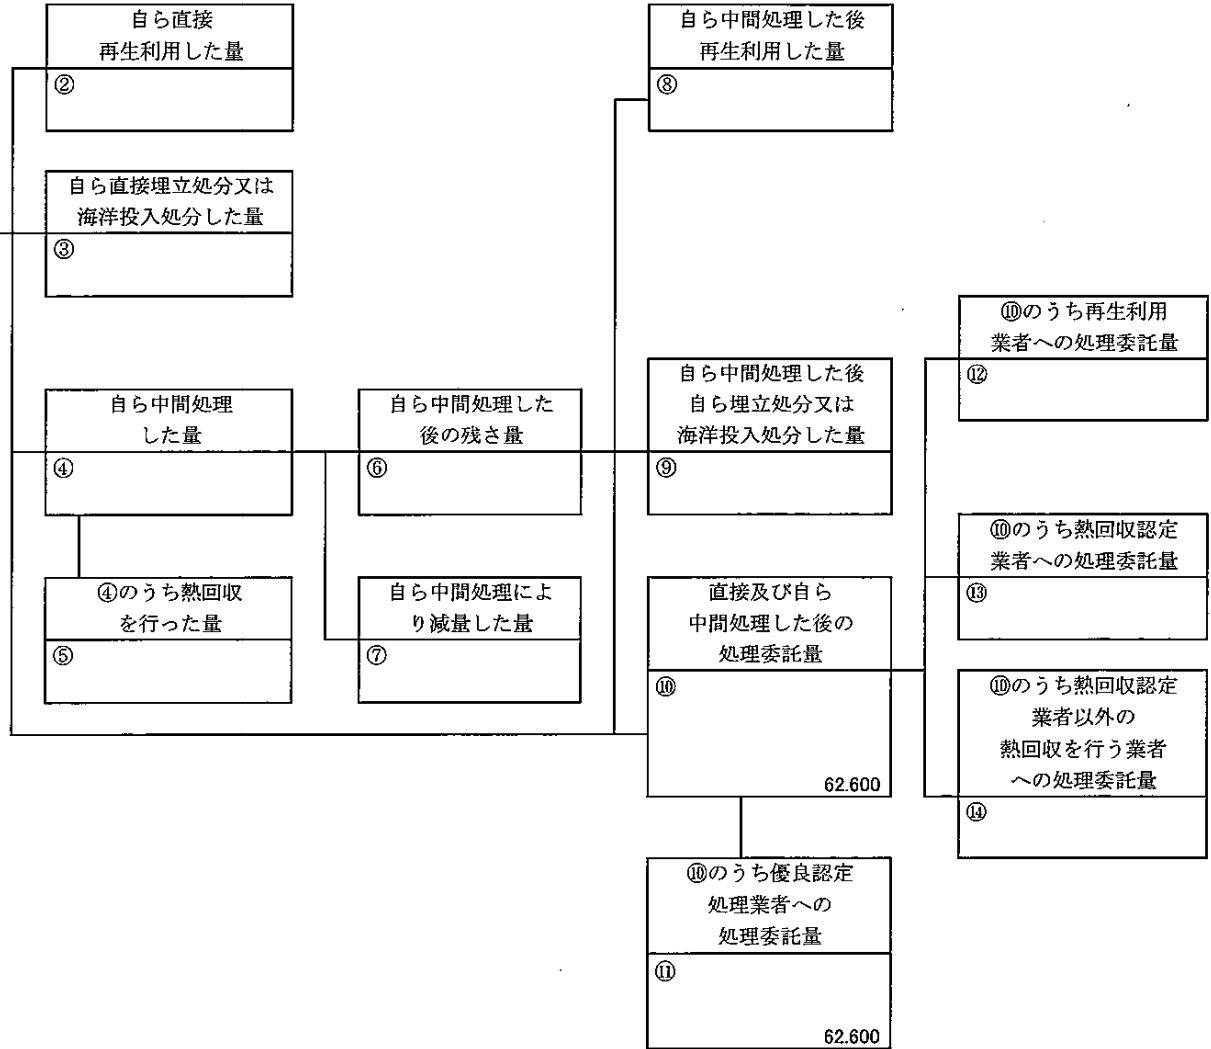 自ら直接
再生利用した量
②
自ら中間処理した後
再生利用した量
⑧
自ら直接埋立処分又は
海洋投入処分した量
③
⑩のうち再生利用
業者への処理委託量
⑫
自ら中間処理
した量
④
自ら中間処理した
後の残さ量
⑥
自ら中間処理した後
自ら埋立処分又は
海洋投入処分した量
⑨
⑩のうち熱回収認定
業者への処理委託量
⑬
④のうち熱回収
を行った量
⑤
自ら中間処理によ
り減量した量
⑦
直接及び自ら
中間処理した後の
処理委託量
⑩
62.600
⑩のうち熱回収認定
業者以外の
熱回収を行う業者
への処理委託量
⑭
⑩のうち優良認定
処理業者への
処理委託量
⑪
62.600